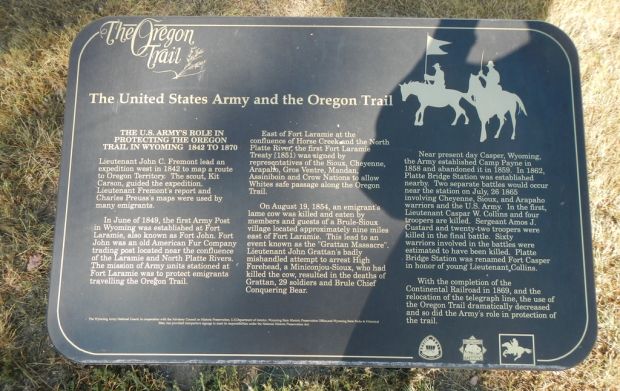 The Oregon
Trail
The United States Army and the Oregon Trail
THE U.S. ARMY'S ROLE IN
PROTECTING THE OREGON
TRAIL IN WYOMING 1842 TO 1870
Lieutenant John C. Fremont lead an
expedition west in 1842 to map a route
to Oregon Territory. The scout, Kit
Carson, guided the expedition.
Lieutenant Fremont's report and
Charles Preuss's maps were used by
many emigrants.
In June of 1849, the first Army Post
in Wyoming was established at Fort
Laramie, also known as Fort John. Fort
John was an old American Fur Company
trading post located near the confluence
of the Laramie and North Platte Rivers.
The mission of Army units stationed at
Fort Laramie was to protect emigrants
travelling the Oregon Trail.
East of Fort Laramie at the
confluence of Horse Creek and the North
Platte River, the first Fort Laramie
Treaty (1851) was signed by
representatives of the Sioux, Cheyenne,
Arapaho, Gros Ventre, Mandan,
Assiniboin and Crow Nations to allow
Whites safe passage along the Oregon
Trail.
On August 19, 1854, an emigrant's
lame cow was killed and eaten by
members and guests of a Brule-Sioux
village located approximately nine miles
east of Fort Laramie. This lead to an
event known as the "Grattan Massacre".
Lieutenant John Grattan's badly
mishandled attempt to arrest High
Forehead, a Miniconjou-Sioux, who had
killed the cow, resulted in the deaths of
Grattan, 29 soldiers and Brule Chief
Conquering Bear.
Near present day Casper, Wyoming,
the Army established Camp Payne in
1858 and abandoned it in 1859. In 1862,
Platte Bridge Station was established
nearby. Two separate battles would occur
near the station on July, 26 1865
involving Cheyenne, Sioux, and Arapaho
warriors and the U.S. Army. In the first,
Lieutenant Caspar W. Collins and four
troopers are killed. Sergeant Amos J.
Custard and twenty-two troopers were
killed in the final battle. Sixty
warriors involved in the battles were
estimated to have been killed. Platte
Bridge Station was renamed Fort Casper
in honor of young Lieutenant Collins.
With the completion of the
Continental Railroad in 1869, and the
relocation of the telegraph line, the use of
the Oregon Trail dramatically decreased
and so did the Army's role in protection of
the trail.